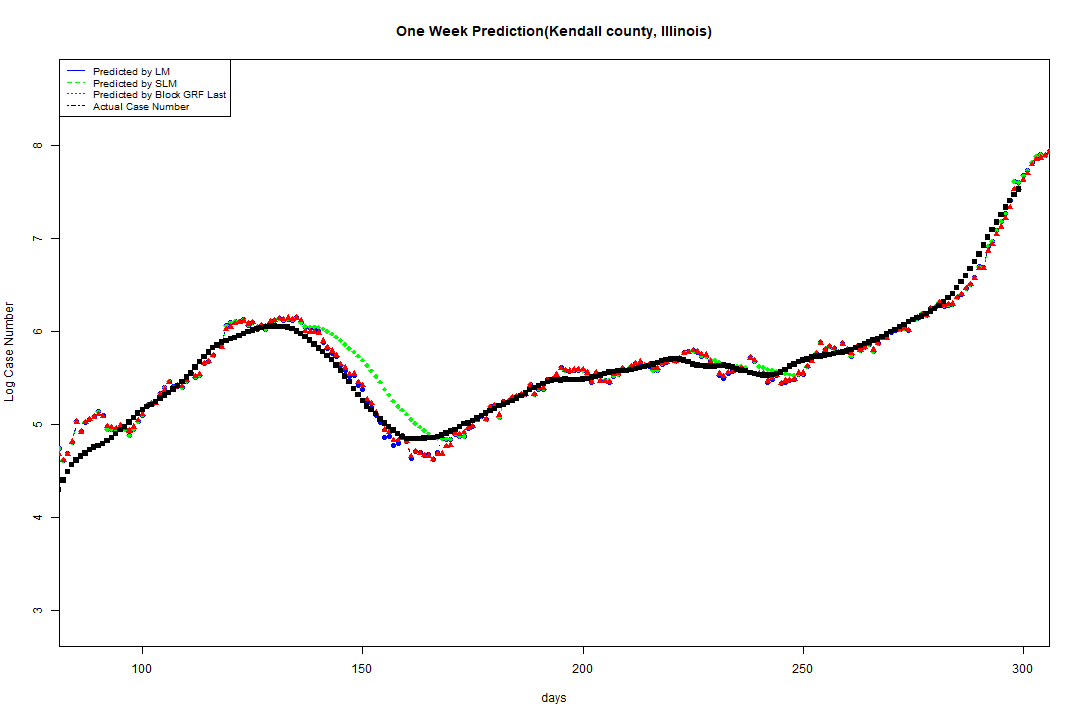 One Week Prediction(Kendall county, Illinois)
Predicted by LM
Predicted by SLM
Predicted by Block GRF Last
Actual Case Number
8
7
6
5
4
3
Log Case Number
100 150 200 250 300
days